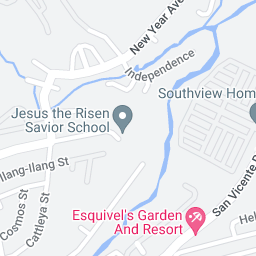 New Year Ave
Independence
Jesus the Risen
Savior School
Southview Hom
Ilang-Ilang St
Cosmos St
Cattleya St
Esquivel's Garden
And Resort
San Vicente R
Hel